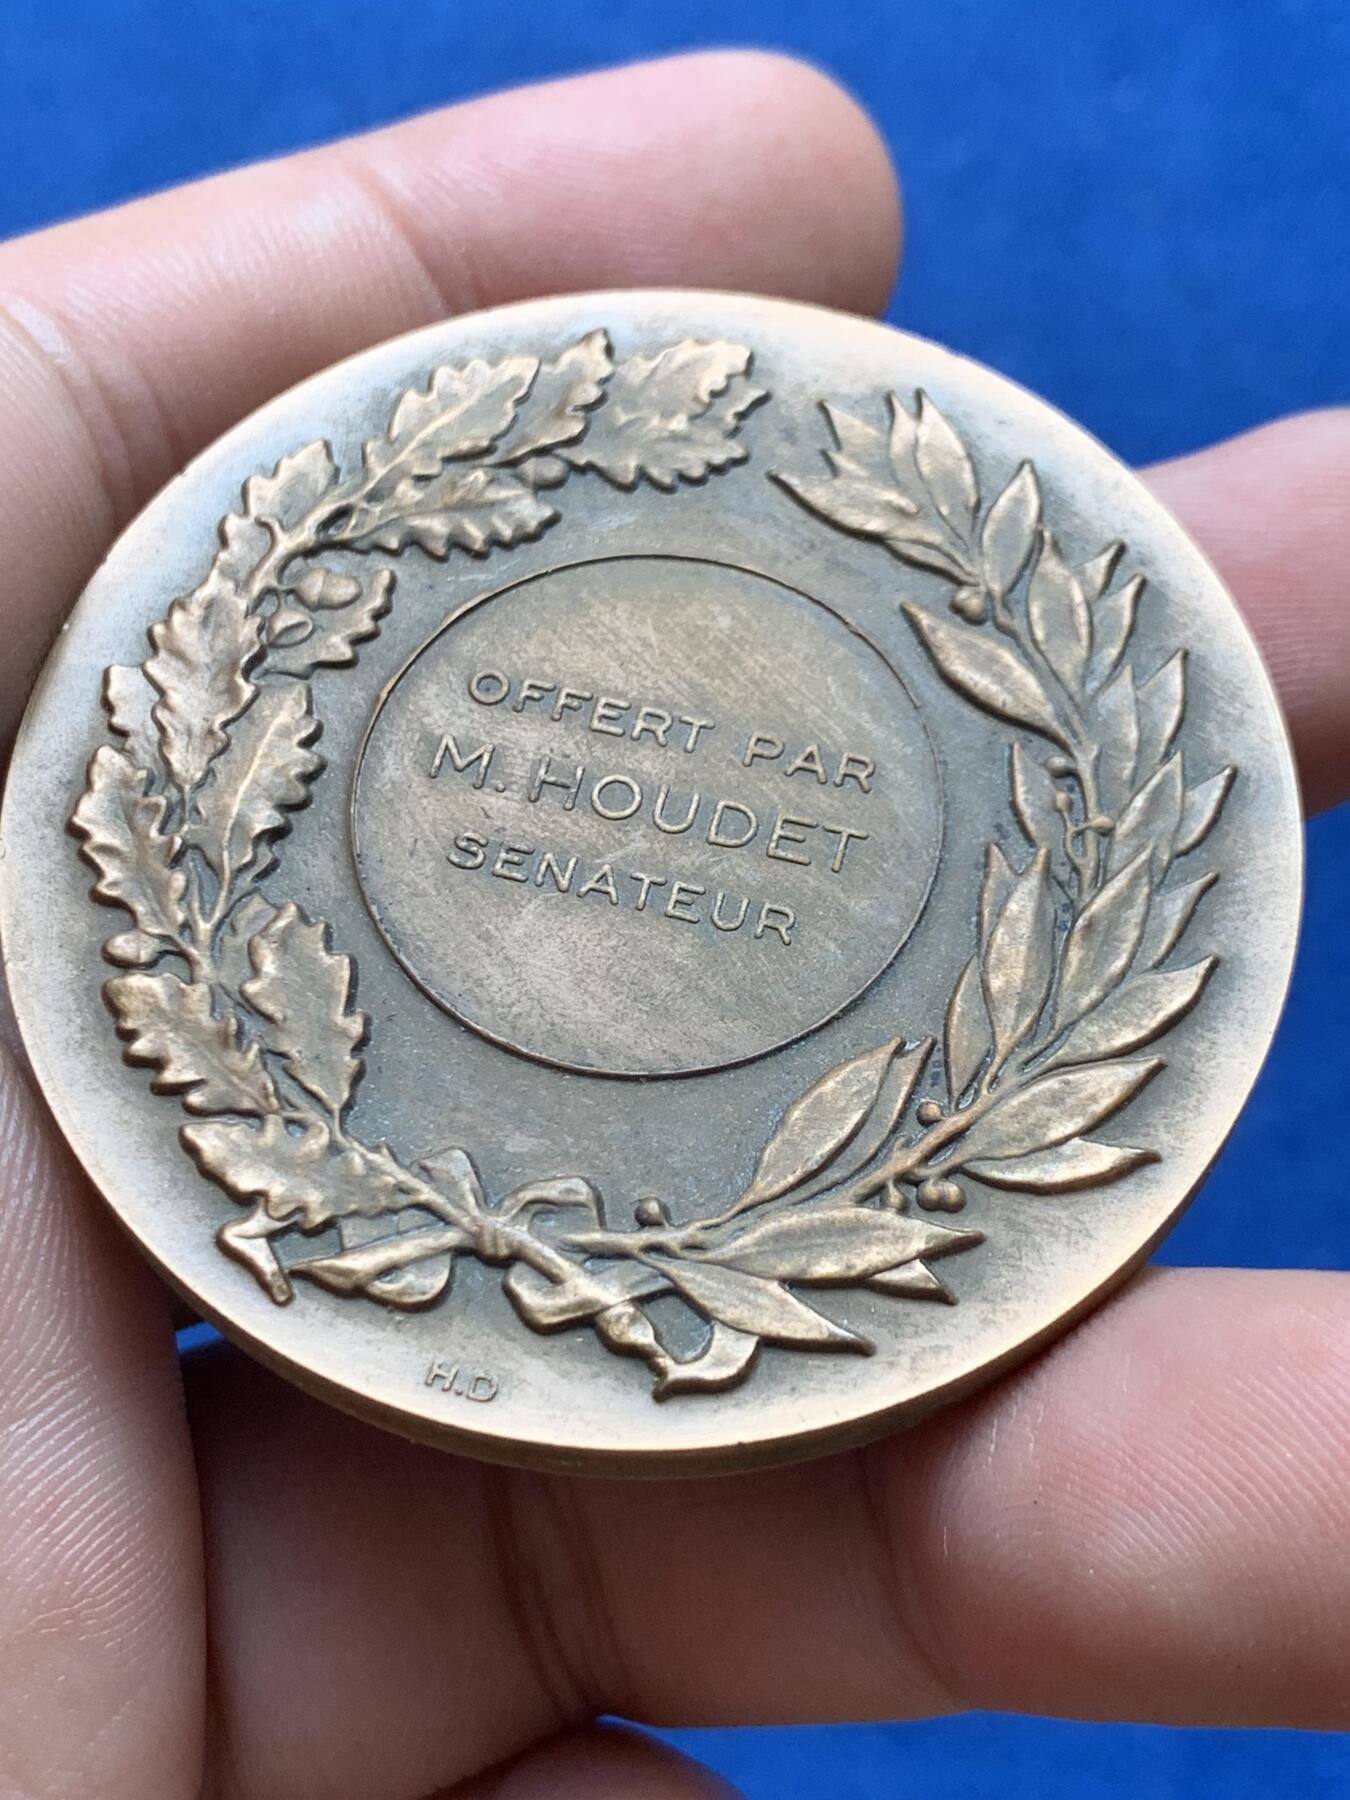 OFFERT PAR
M. HOUDET
SENATEUR
H.D